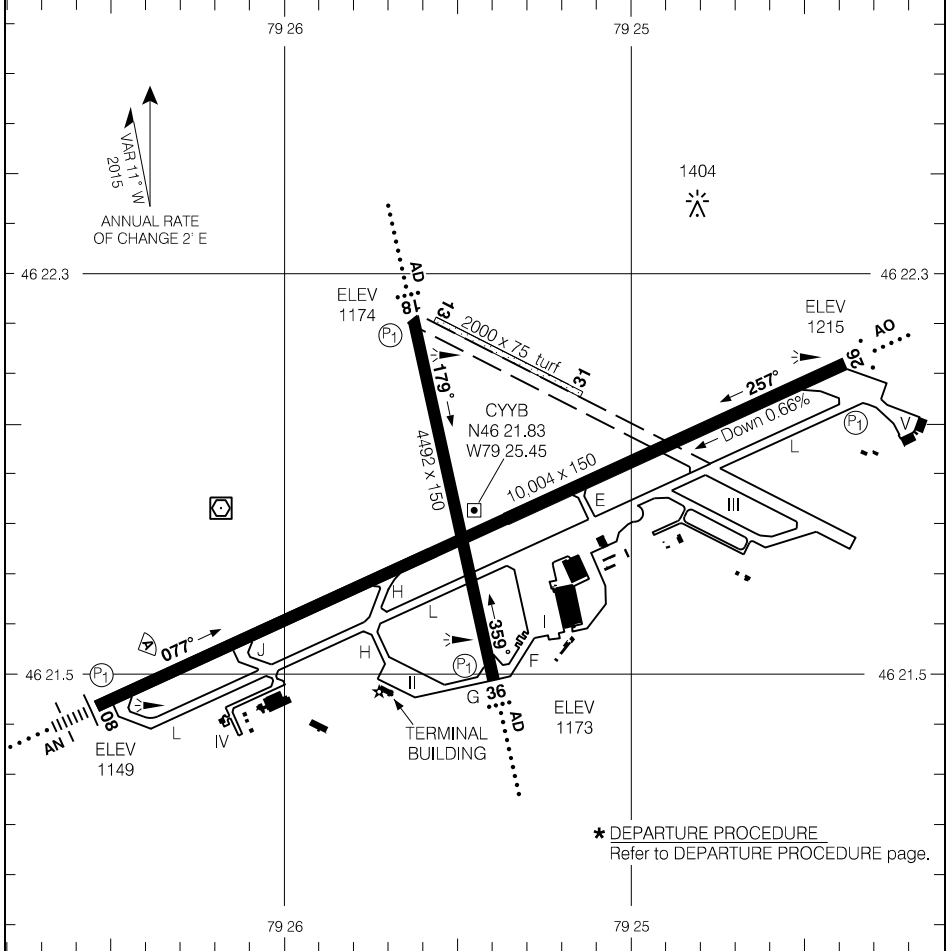 79 26
79 25
VAR 11° W
2015
ANNUAL RATE
OF CHANGE 2' E
1404
46 22.3
46 22.3
AD
18
ELEV
1174
P1
13
2000 x 75 turf
31
ELEV
1215
AO
26
179°
257°
Down 0.66%
P1
V
CYYB
N46 21.83
W79 25.45
4492 x 150
10,004 x 150
L
E
III
H
L
I
A
077°
J
H
359°
F
P1
46 21.5
P1
46 21.5
II
G
36
08
AN
L
IV
AD
ELEV
1149
TERMINAL
BUILDING
ELEV
1173
* DEPARTURE PROCEDURE
Refer to DEPARTURE PROCEDURE page.
79 26
79 25